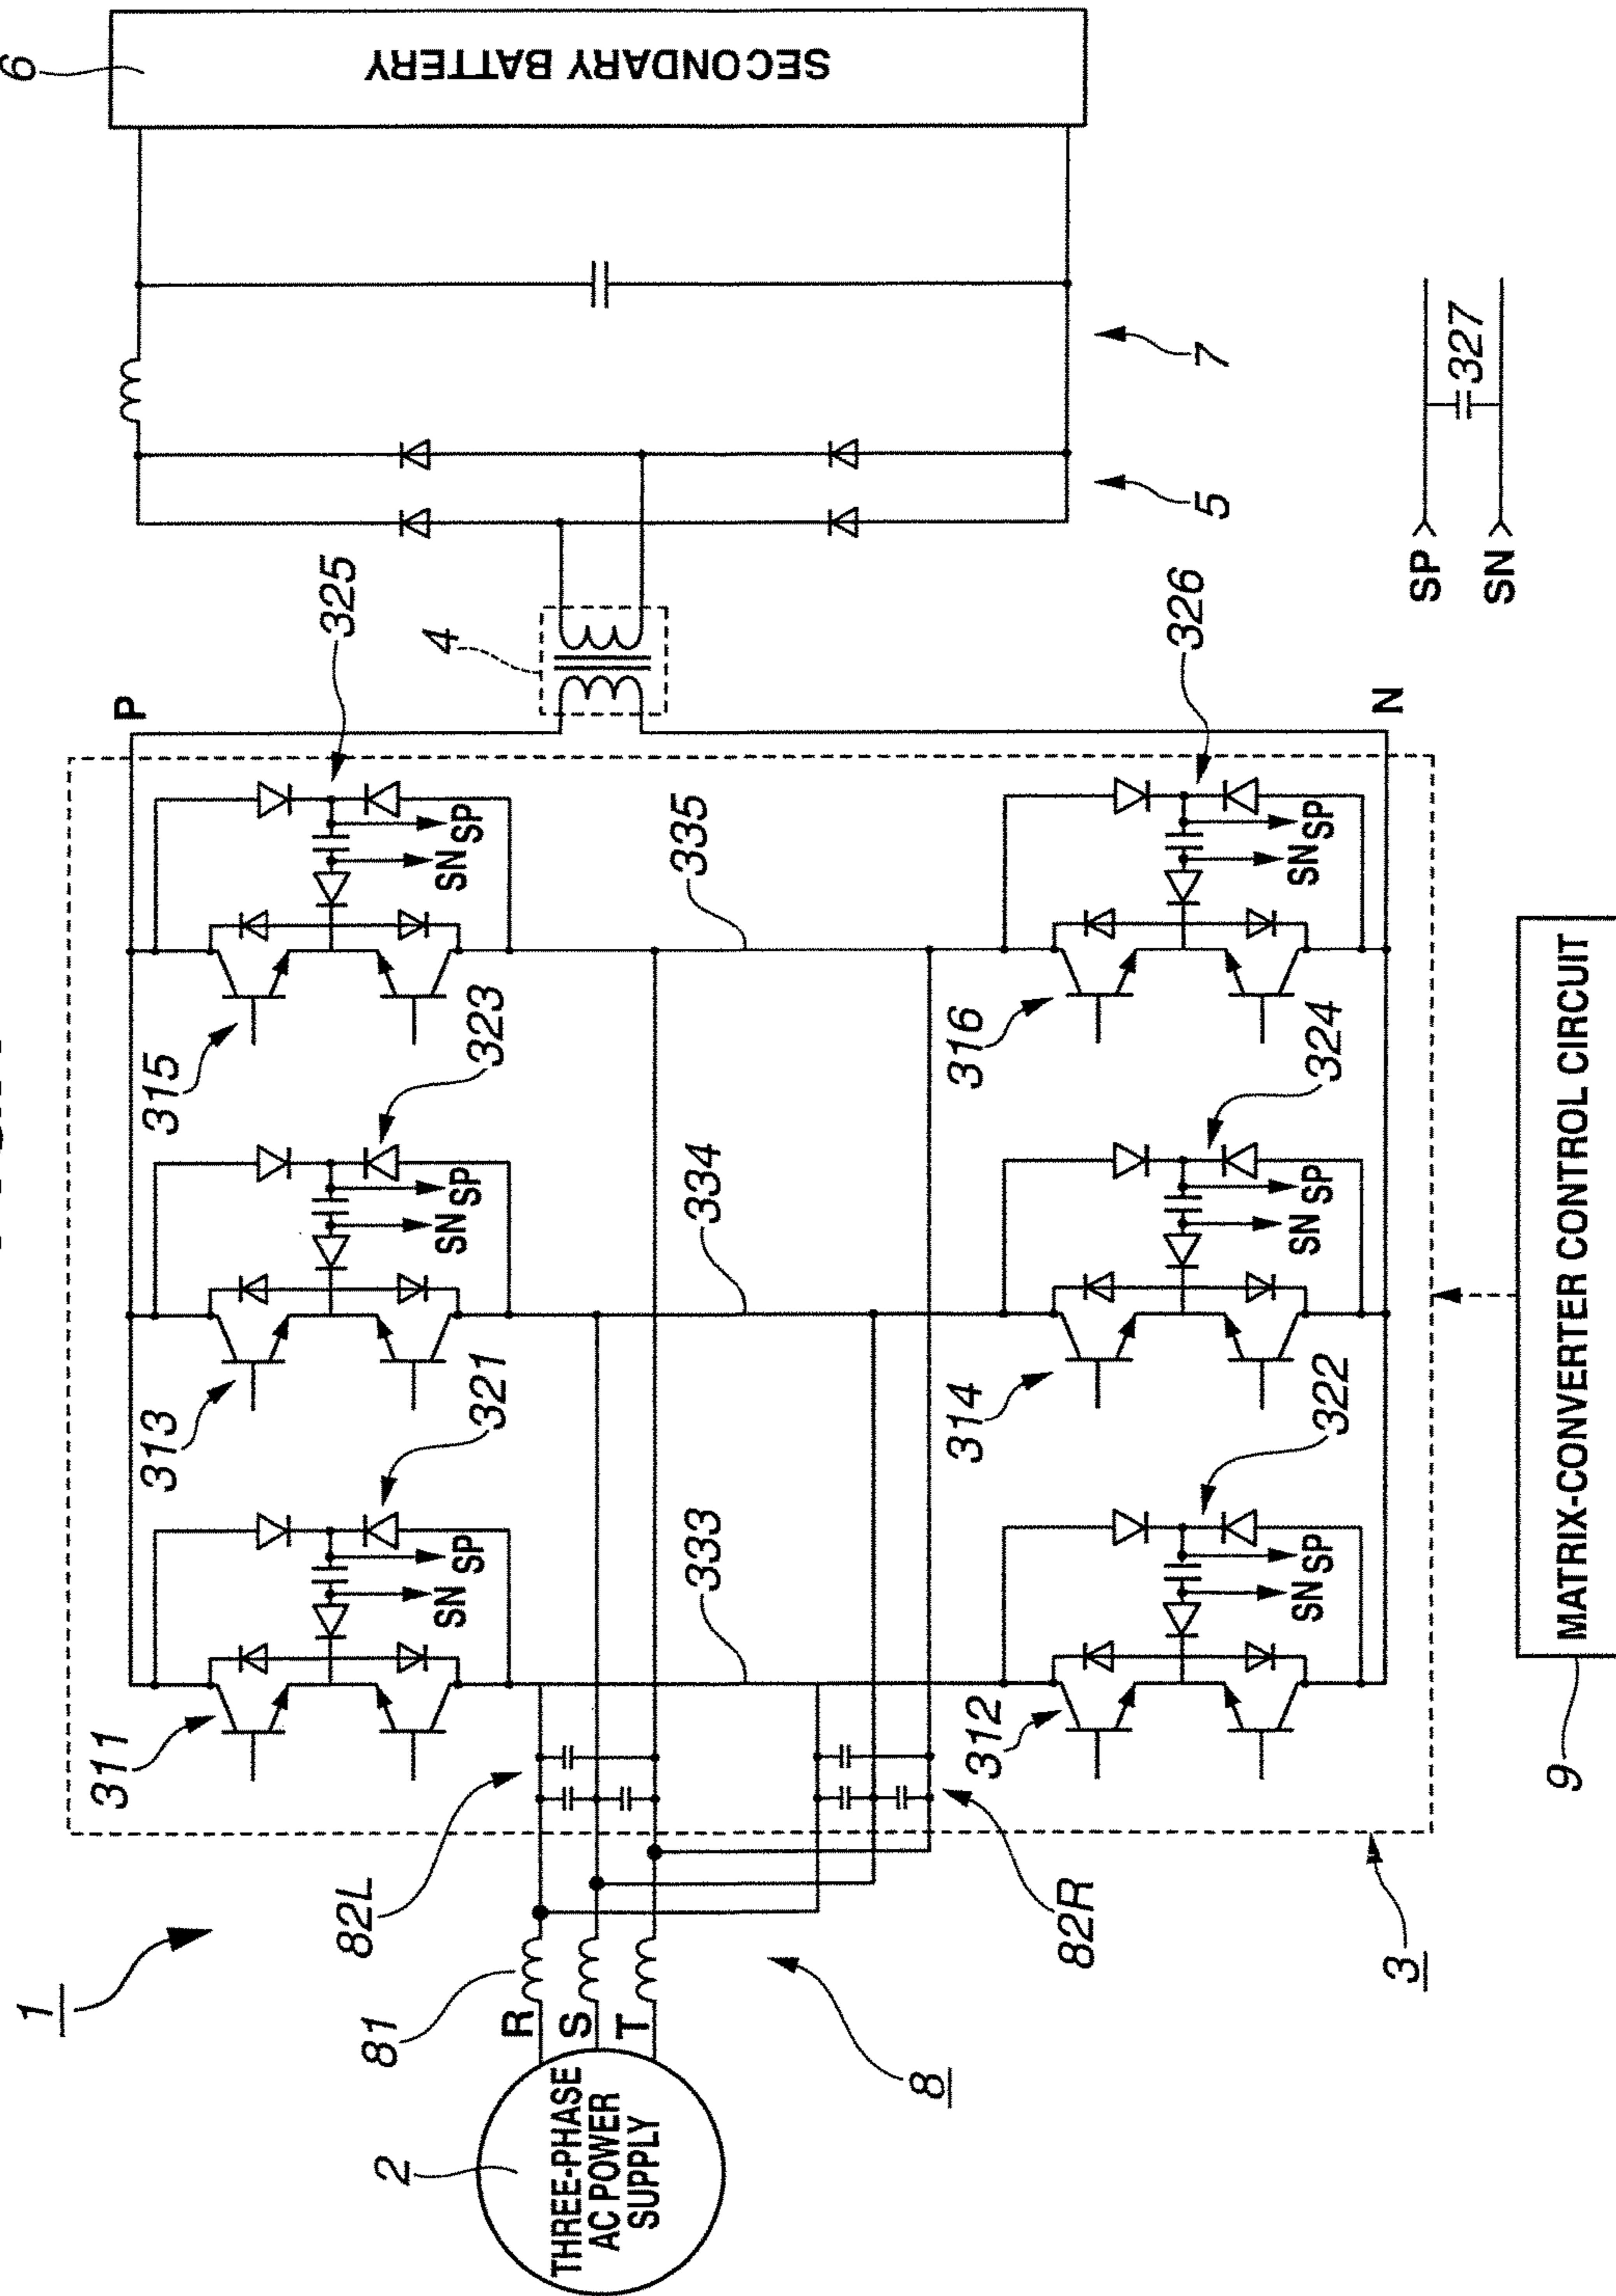 1
6
SECONDARY BATTERY
P
325
4
SN
SP
315
323
SN
SP
313
321
SN
SP
311
335
334
333
7
5
82L
81
R
S
T
2
THREE-PHASE
AC POWER
SUPPLY
8
82R
N
326
SN
SP
316
324
SN
SP
314
322
SN
SP
312
3
SP
SN
327
MATRIX-CONVERTER CONTROL CIRCUIT
9